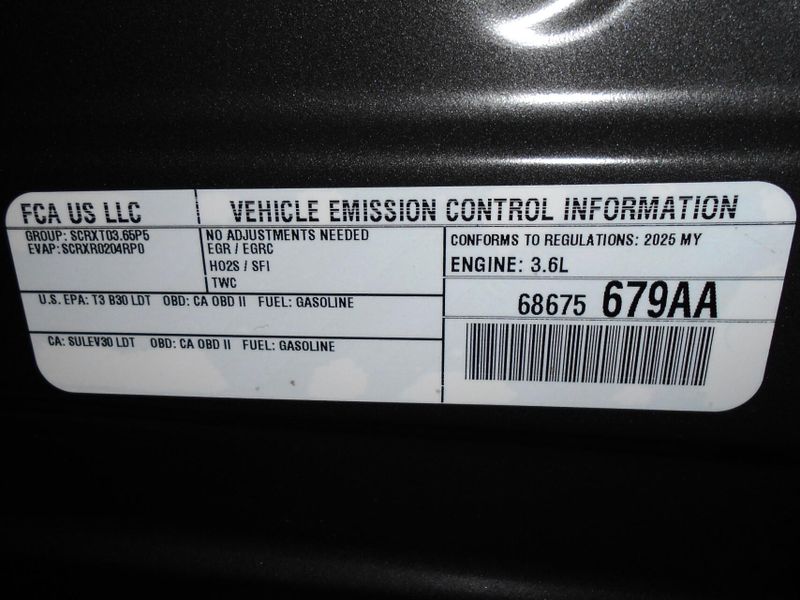 FCA US LLC
VEHICLE EMISSION CONTROL INFORMATION
GROUP: SCRXT03.65P5
EVAP: SCRXR0204RP0
NO ADJUSTMENTS NEEDED
EGR / EGRC
HO2S / SFI
TWC
CONFORMS TO REGULATIONS: 2025 MY
ENGINE: 3.6L
U.S. EPA: T3 B30 LDT OBD: CA OBD II FUEL: GASOLINE
68675 679AA
CA: SULEV30 LDT OBD: CA OBD II FUEL: GASOLINE